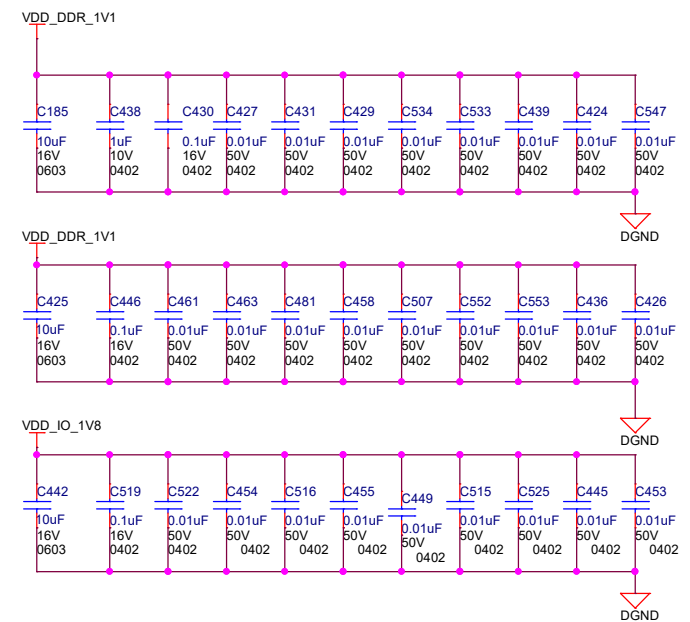 VDD_DDR_1V1
C185 C438 C430 C427 C431 C429 C534 C533 C439 C424 C547
10uF 1uF 0.1uF 0.01uF 0.01uF 0.01uF 0.01uF 0.01uF 0.01uF 0.01uF 0.01uF
16V 10V 16V 50V 50V 50V 50V 50V 50V 50V 50V
0603 0402 0402 0402 0402 0402 0402 0402 0402 0402 0402
DGND
VDD_DDR_1V1
C425 C446 C461 C463 C481 C458 C507 C552 C553 C436 C426
10uF 0.1uF 0.01uF 0.01uF 0.01uF 0.01uF 0.01uF 0.01uF 0.01uF 0.01uF 0.01uF
16V 16V 50V 50V 50V 50V 50V 50V 50V 50V 50V
0603 0402 0402 0402 0402 0402 0402 0402 0402 0402 0402
DGND
VDD_IO_1V8
C442 C519 C522 C454 C516 C455 C449 C515 C525 C445 C453
10uF 0.1uF 0.01uF 0.01uF 0.01uF 0.01uF 0.01uF 0.01uF 0.01uF 0.01uF 0.01uF
16V 16V 50V 50V 50V 50V 50V 50V 50V 50V 50V
0603 0402 0402 0402 0402 0402 0402 0402 0402 0402 0402
DGND